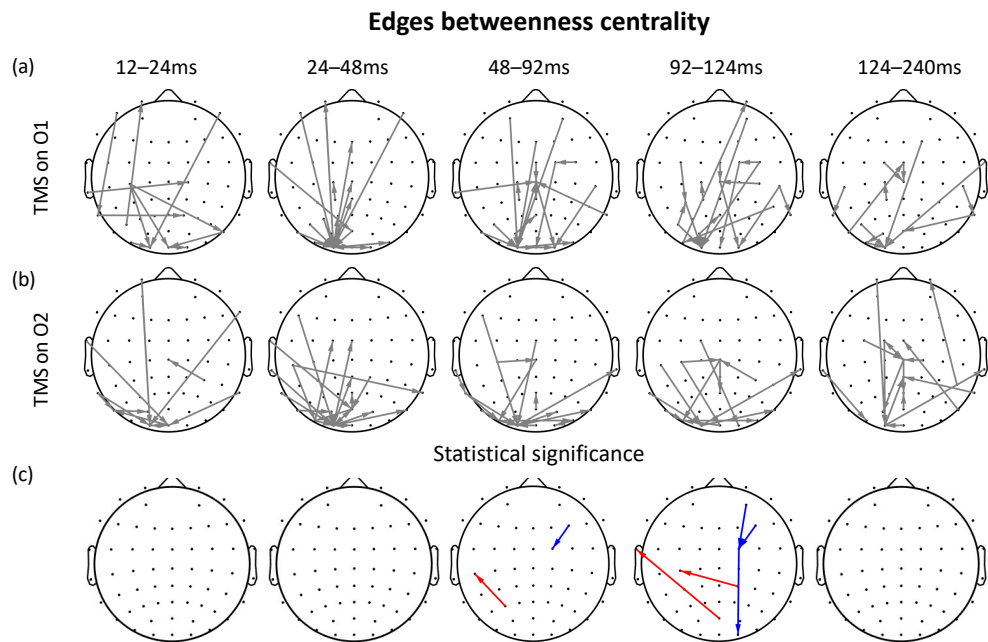 Edges betweenness centrality
(a)
12–24ms 24–48ms 48–92ms 92–124ms 124–240ms
TMS on O1
(b)
TMS on O2
Statistical significance
(c)